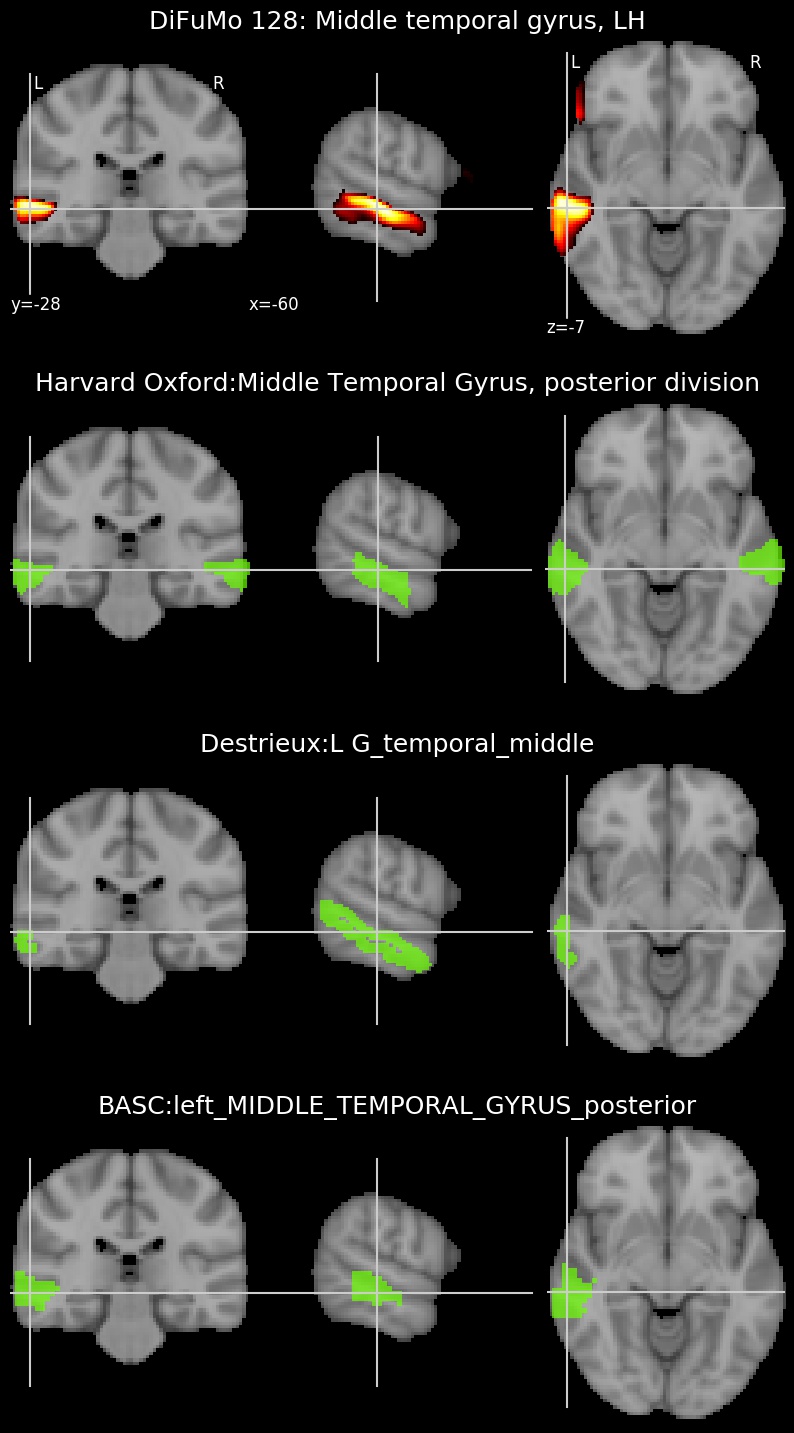 DiFuMo 128: Middle temporal gyrus, LH
L R L R
y=-28 x=-60 z=-7
Harvard Oxford:Middle Temporal Gyrus, posterior division
Destrieux:L G_temporal_middle
BASC:left_MIDDLE_TEMPORAL_GYRUS_posterior